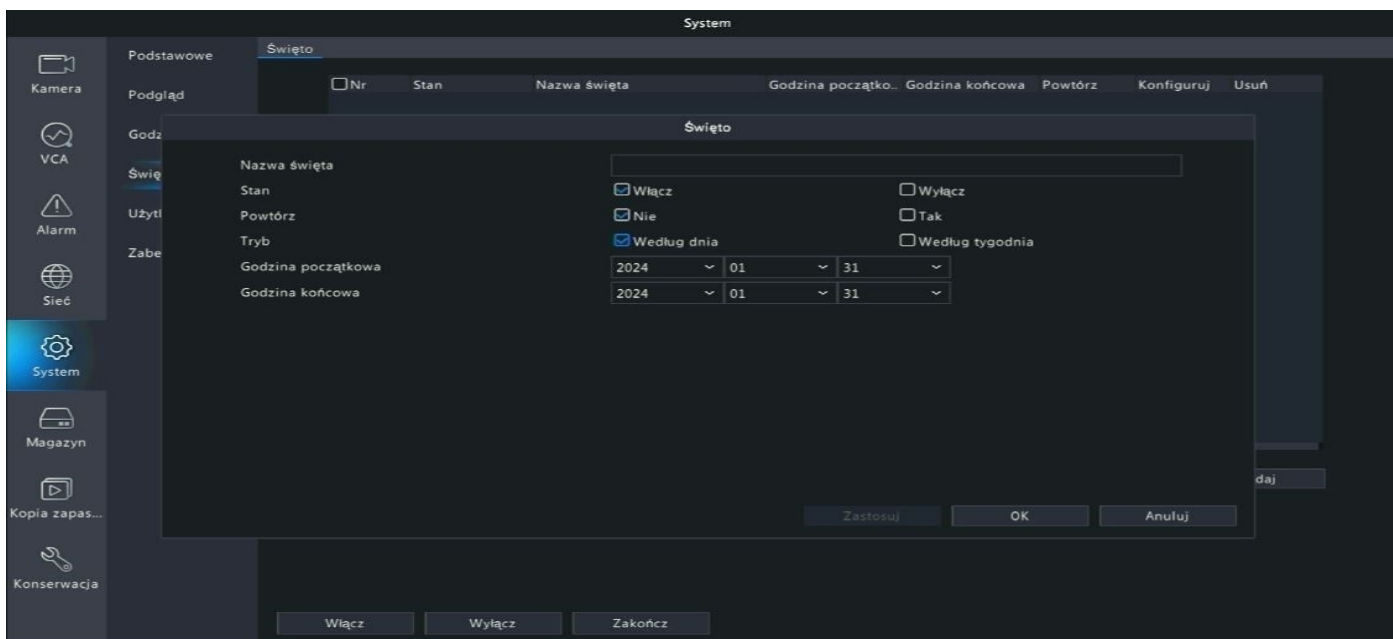 System
Kamera
VCA
Alarm
Sieć
System
Magazyn
Kopia zapas...
Konserwacja
Podstawowe
Podgląd
Godz
Świę
Użytl
Zabe
Święto
Nr Stan Nazwa święta Godzina początko.. Godzina końcowa Powtórz Konfiguruj Usuń
Święto
Nazwa święta
Stan Włącz Wyłącz
Powtórz Nie Tak
Tryb Według dnia Według tygodnia
Godzina początkowa 2024 01 31
Godzina końcowa 2024 01 31
daj
Zastosuj OK Anuluj
Włącz Wyłącz Zakończ